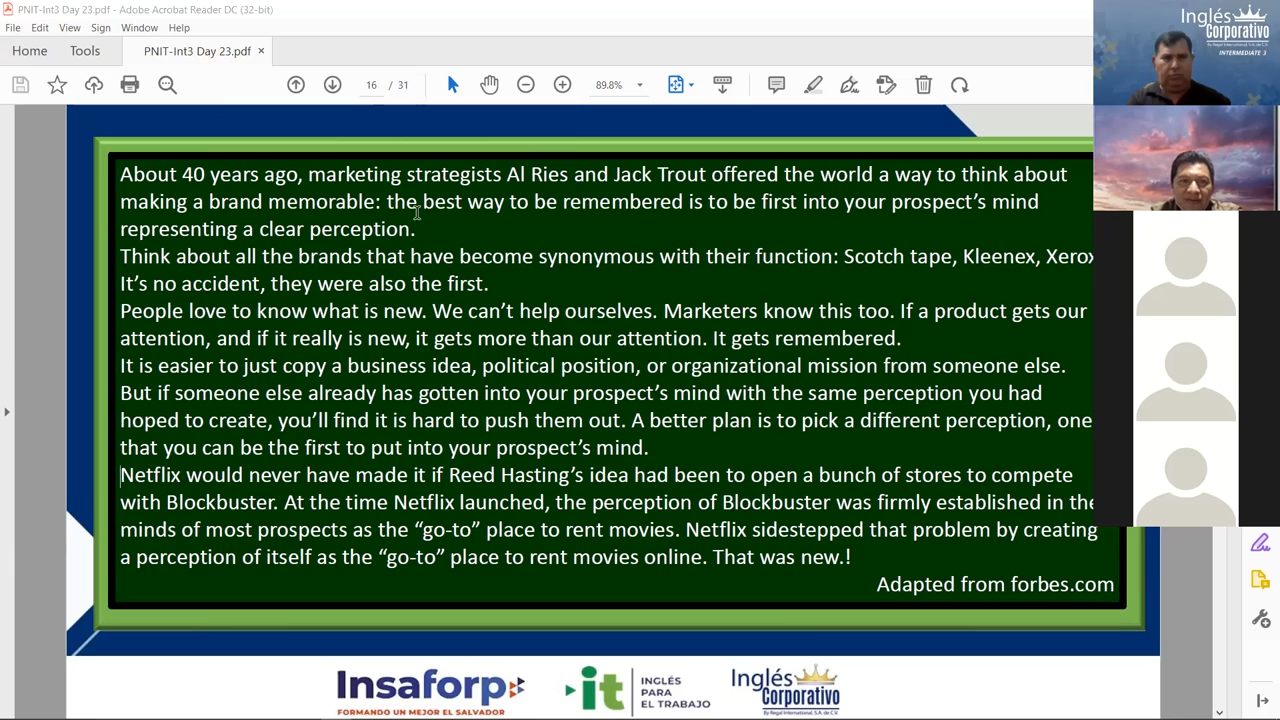 PNIT-Int3 Day 23.pdf - Adobe Acrobat Reader DC (32-bit)
File Edit View Sign Window Help
Home Tools PNIT-Int3 Day 23.pdf ×
16 / 31 89.8%
About 40 years ago, marketing strategists Al Ries and Jack Trout offered the world a way to think about
making a brand memorable: the best way to be remembered is to be first into your prospect's mind
representing a clear perception.
Think about all the brands that have become synonymous with their function: Scotch tape, Kleenex, Xerox
It's no accident, they were also the first.
People love to know what is new. We can't help ourselves. Marketers know this too. If a product gets our
attention, and if it really is new, it gets more than our attention. It gets remembered.
It is easier to just copy a business idea, political position, or organizational mission from someone else.
But if someone else already has gotten into your prospect's mind with the same perception you had
hoped to create, you'll find it is hard to push them out. A better plan is to pick a different perception, one
that you can be the first to put into your prospect's mind.
Netflix would never have made it if Reed Hasting's idea had been to open a bunch of stores to compete
with Blockbuster. At the time Netflix launched, the perception of Blockbuster was firmly established in the
minds of most prospects as the “go-to” place to rent movies. Netflix sidestepped that problem by creating
a perception of itself as the “go-to” place to rent movies online. That was new.!
Adapted from forbes.com
Insaforp
FORMANDO UN MEJOR EL SALVADOR
it
INGLÉS
PARA
EL TRABAJO
Inglés
Corporativo
By Regal International, S.A. de C.V.
Inglés
Corporativo
By Regal International, S.A. de C.V.
INTERMEDIATE 3